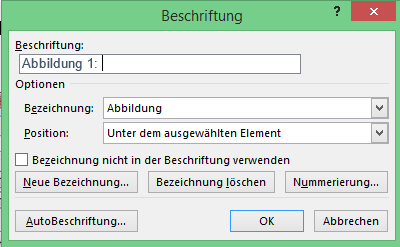 Beschriftung
?
Beschriftung:
Abbildung 1:
Optionen
Bezeichnung: Abbildung
Position: Unter dem ausgewählten Element
Bezeichnung nicht in der Beschriftung verwenden
Neue Bezeichnung... Bezeichnung löschen Nummerierung...
AutoBeschriftung... OK Abbrechen